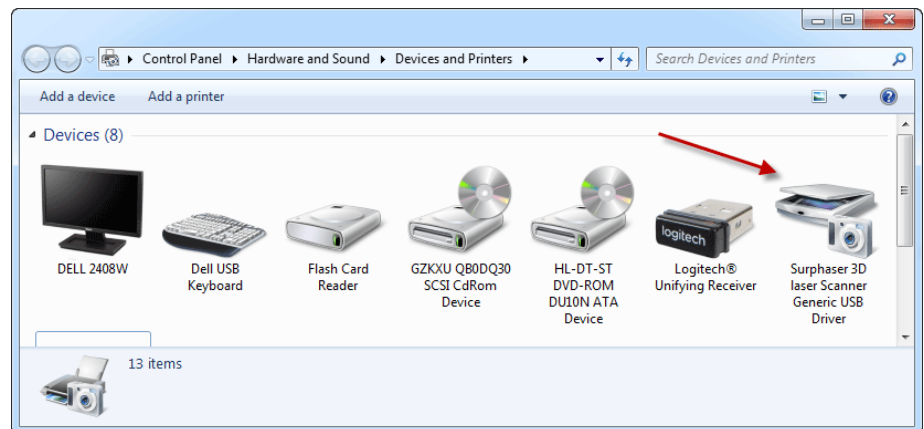 Control Panel Hardware and Sound Devices and Printers Search Devices and Printers
Add a device Add a printer
Devices (8)
logitech
DELL 2408W
Dell USB
Keyboard
Flash Card
Reader
GZKXU QB0DQ30
SCSI CdRom
Device
HL-DT-ST
DVD-ROM
DU10N ATA
Device
Logitech®
Unifying Receiver
Surphaser 3D
laser Scanner
Generic USB
Driver
13 items